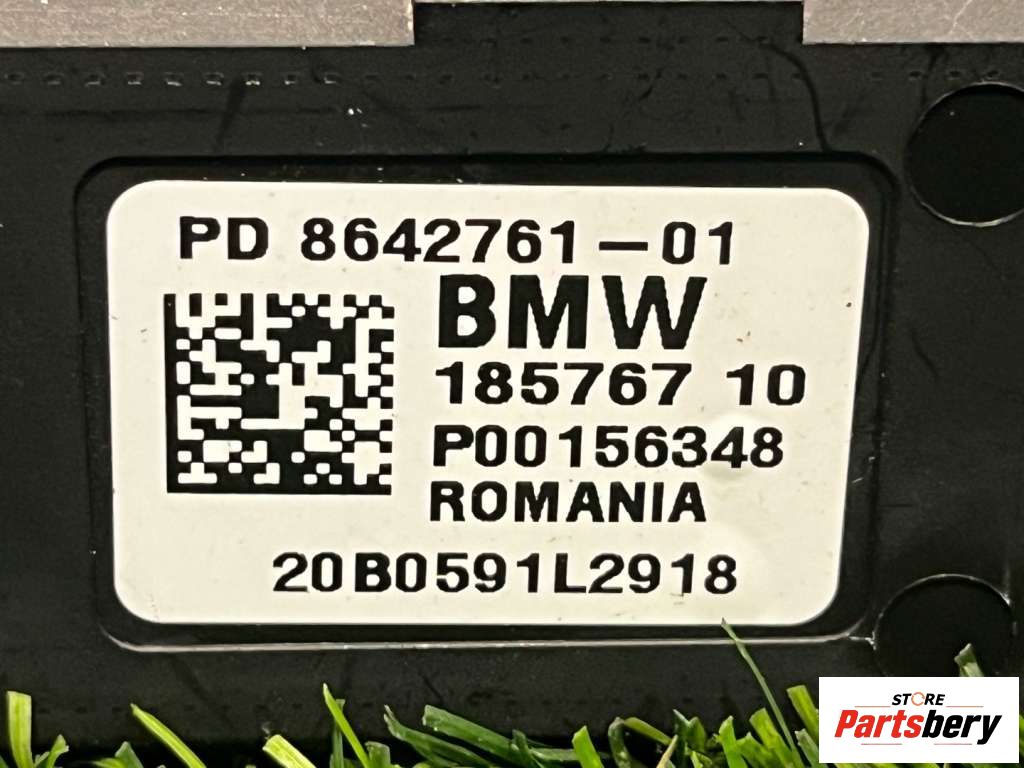 PD 8642761-01
BMW
185767 10
P00156348
ROMANIA
20B0591L2918
STORE
Partsbery